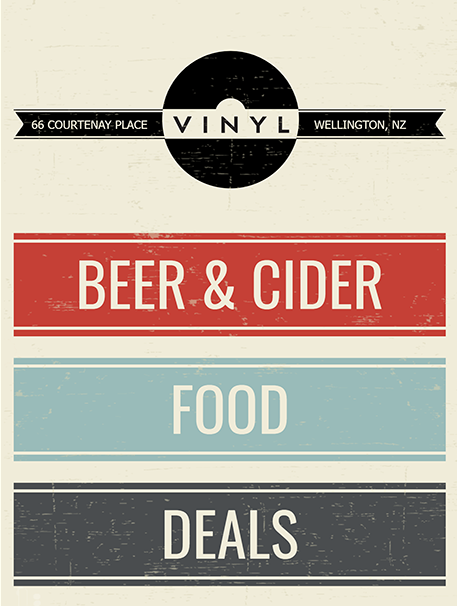 66 COURTENAY PLACE VINYL WELLINGTON, NZ
BEER & CIDER
FOOD
DEALS